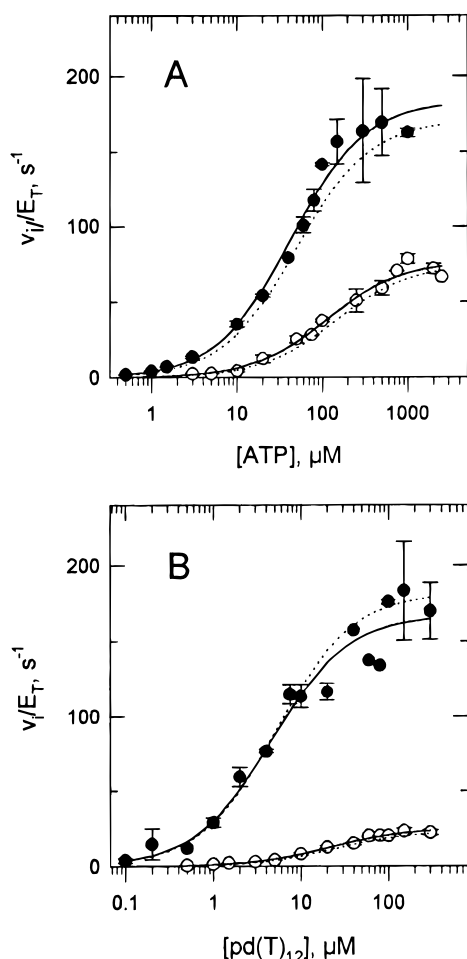 A
200
100
0
v_i/E_T, s⁻¹
1 10 100 1000
[ATP], µM
B
200
100
0
v_i/E_T, s⁻¹
0.1 1 10 100
[pd(T)₁₂], µM